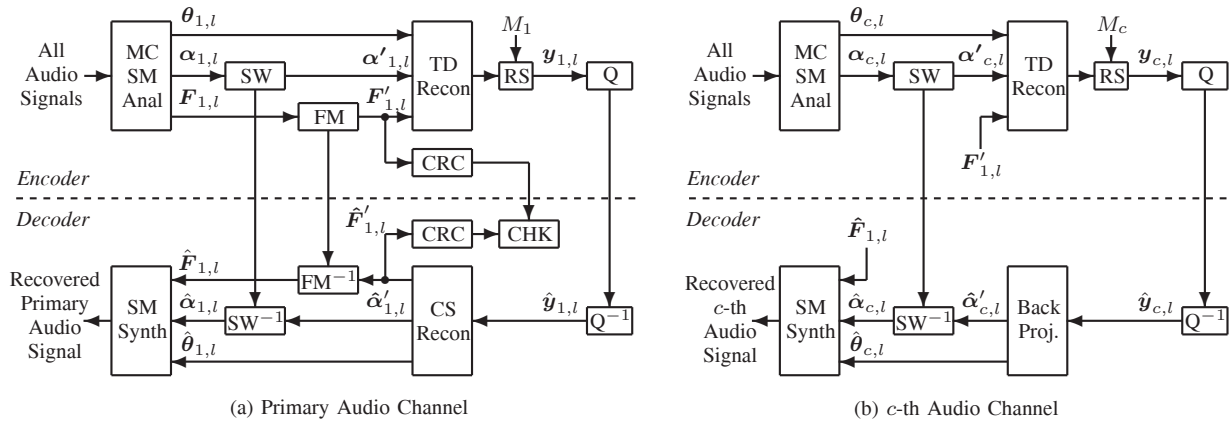 θ1,l
All Audio Signals
MC SM Anal
α1,l
SW
α'1,l
F1,l
FM
F'1,l
TD Recon
M1
RS
y1,l
Q
CRC
Encoder
Decoder
F̂'1,l
CRC
CHK
F̂1,l
FM−1
Recovered Primary Audio Signal
SM Synth
α̂1,l
SW−1
α̂'1,l
CS Recon
ŷ1,l
Q−1
θ̂1,l
(a) Primary Audio Channel
θc,l
All Audio Signals
MC SM Anal
αc,l
SW
α'c,l
TD Recon
Mc
RS
yc,l
Q
F'1,l
Encoder
Decoder
F̂1,l
Recovered c-th Audio Signal
SM Synth
α̂c,l
SW−1
α̂'c,l
Back Proj.
ŷc,l
Q−1
θ̂c,l
(b) c-th Audio Channel